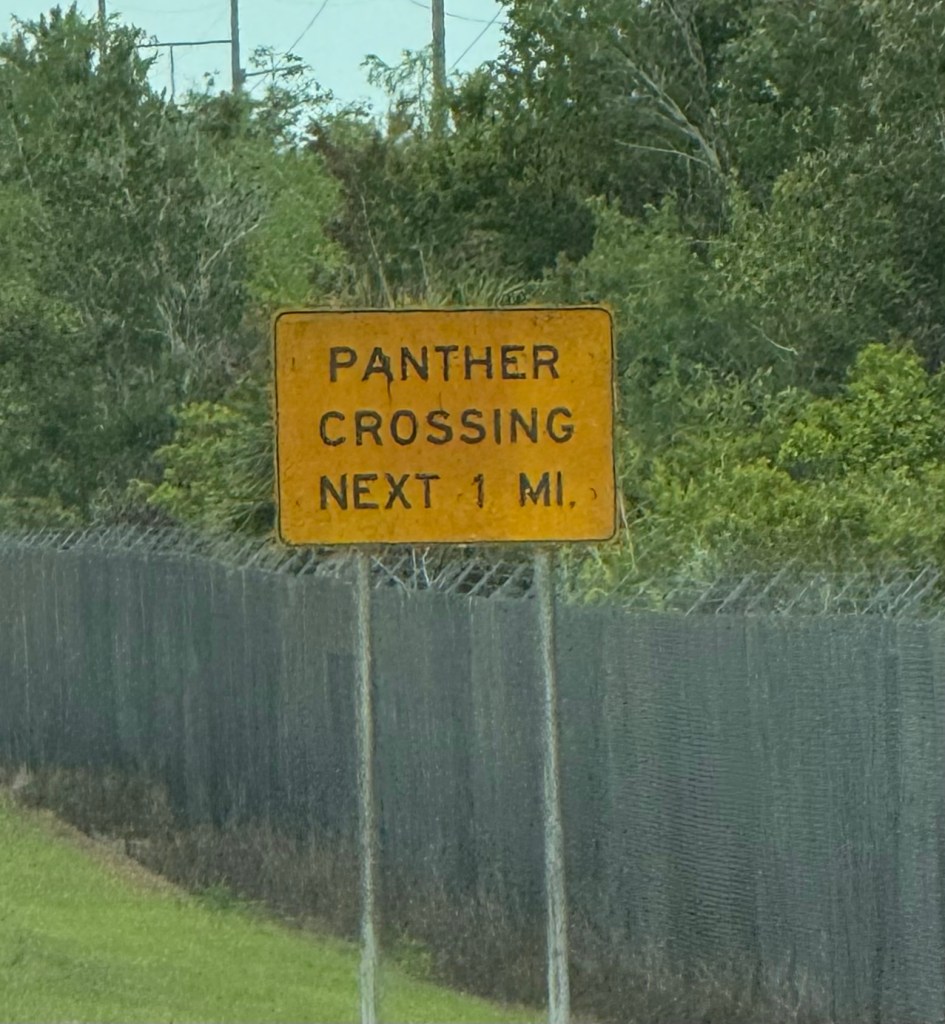 PANTHER
CROSSING
NEXT 1 MI.